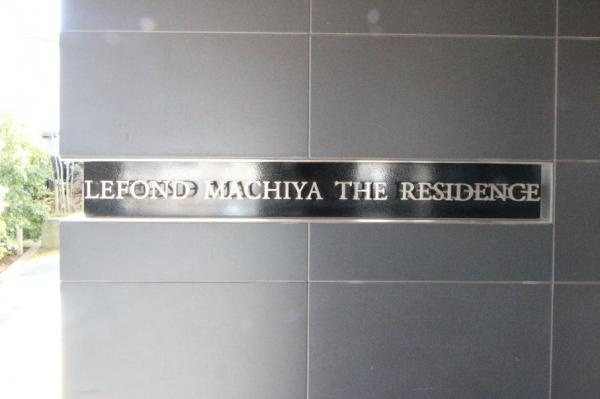 LEFOND MACHIYA THE RESIDENCE